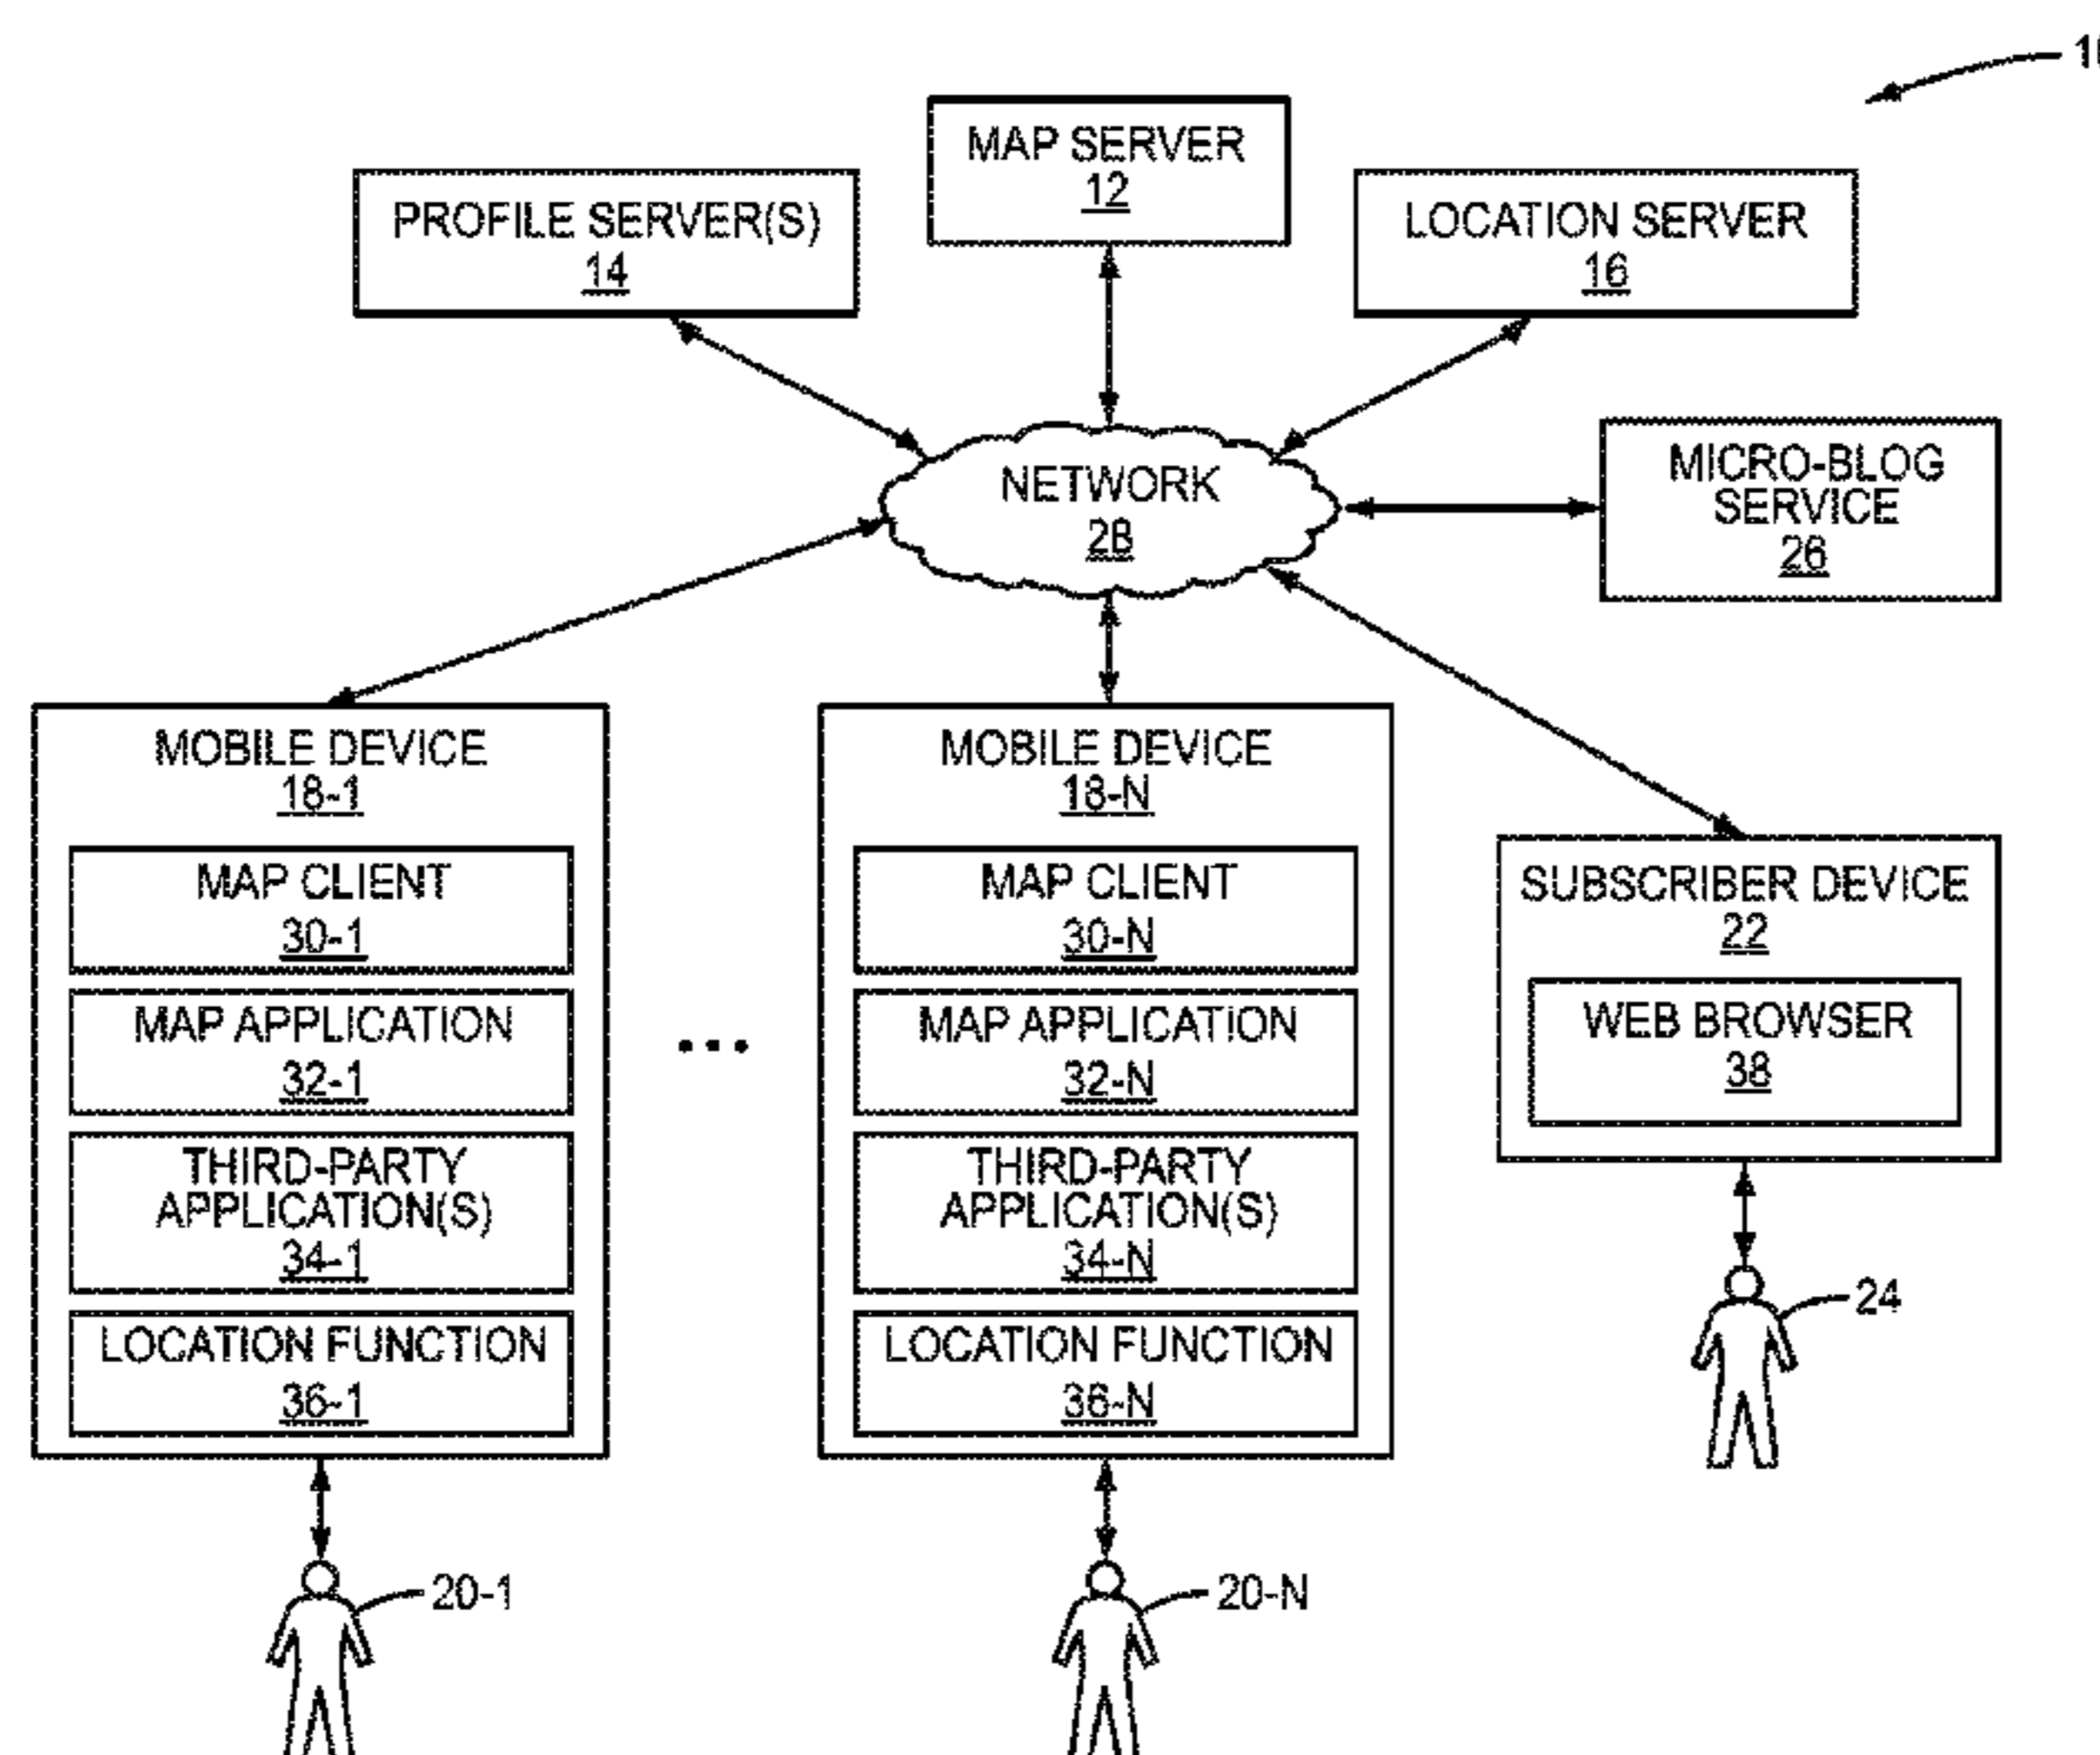 MAP SERVER
12
PROFILE SERVER(S)
14
LOCATION SERVER
16
NETWORK
28
MICRO-BLOG
SERVICE
26
MOBILE DEVICE
18-1
MAP CLIENT
30-1
MAP APPLICATION
32-1
THIRD-PARTY
APPLICATION(S)
34-1
LOCATION FUNCTION
36-1
20-1
...
MOBILE DEVICE
18-N
MAP CLIENT
30-N
MAP APPLICATION
32-N
THIRD-PARTY
APPLICATION(S)
34-N
LOCATION FUNCTION
36-N
20-N
SUBSCRIBER DEVICE
22
WEB BROWSER
38
24